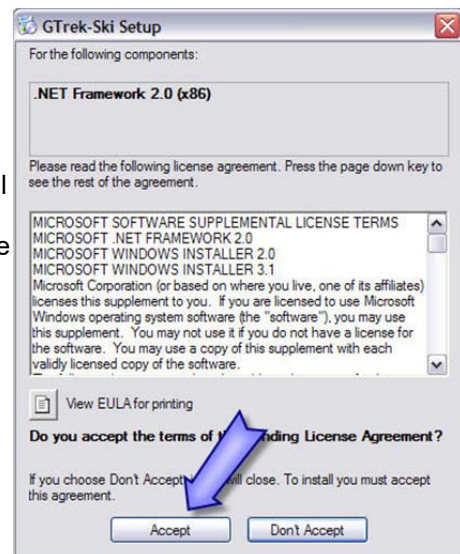 GTrek-Ski Setup
For the following components:
.NET Framework 2.0 (x86)
Please read the following license agreement. Press the page down key to
see the rest of the agreement.
MICROSOFT SOFTWARE SUPPLEMENTAL LICENSE TERMS
MICROSOFT .NET FRAMEWORK 2.0
MICROSOFT WINDOWS INSTALLER 2.0
MICROSOFT WINDOWS INSTALLER 3.1
Microsoft Corporation (or based on where you live, one of its affiliates)
licenses this supplement to you. If you are licensed to use Microsoft
Windows operating system software (the "software"), you may use
this supplement. You may not use it if you do not have a license for
the software. You may use a copy of this supplement with each
validly licensed copy of the software.
View EULA for printing
Do you accept the terms of License Agreement?
If you choose Don't Accept, will close. To install you must accept
this agreement.
Accept
Don't Accept